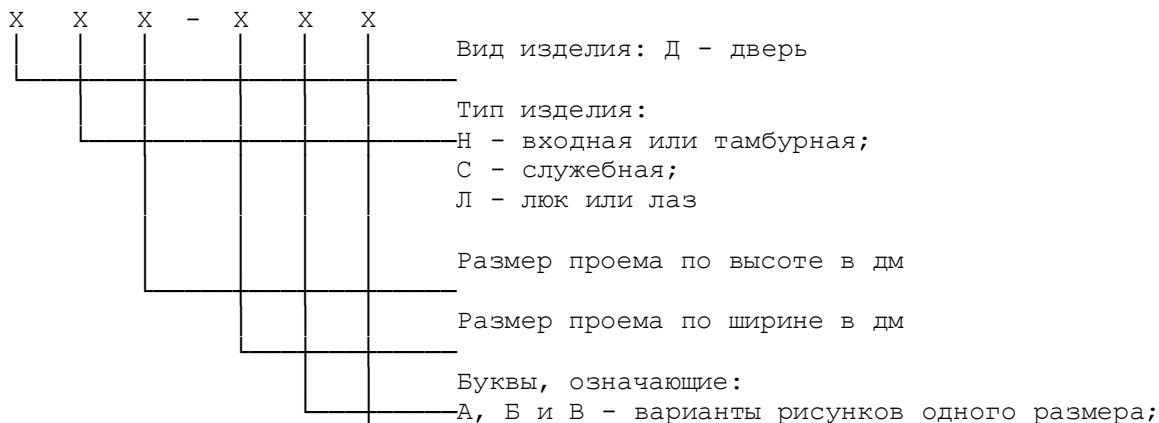 Х Х Х - Х Х Х
Вид изделия: Д - дверь
Тип изделия:
Н - входная или тамбурная;
С - служебная;
Л - люк или лаз
Размер проема по высоте в дм
Размер проема по ширине в дм
Буквы, означающие:
А, Б и В - варианты рисунков одного размера;